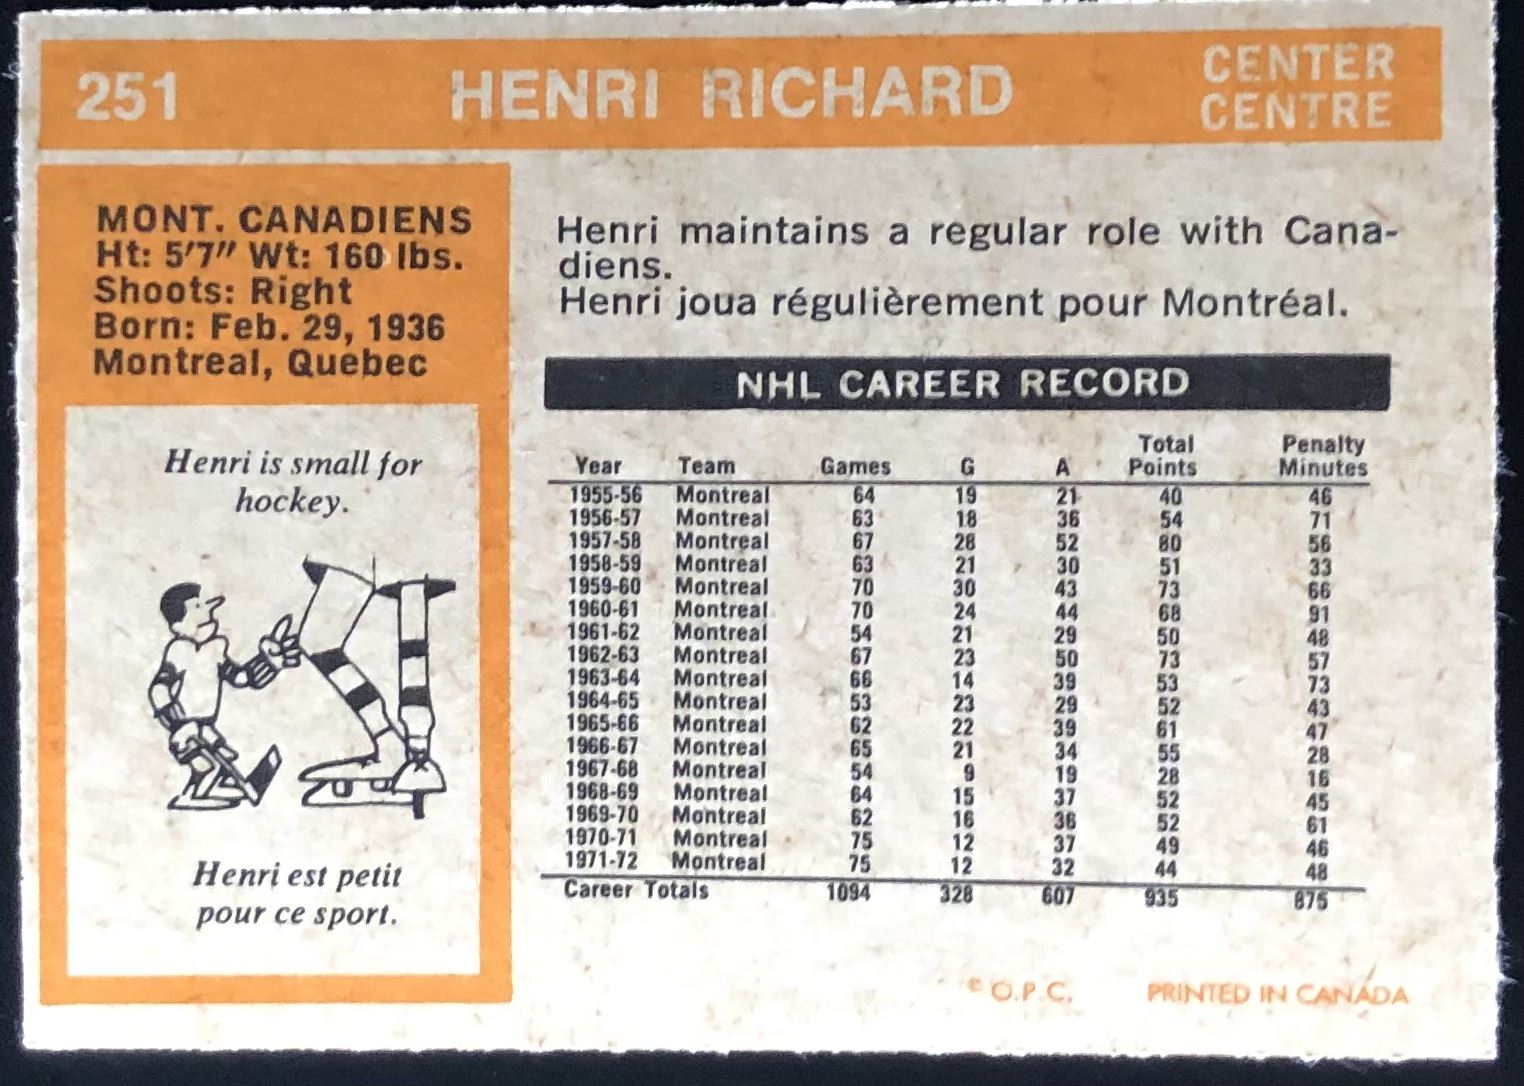 251 HENRI RICHARD CENTER
CENTRE
MONT. CANADIENS
Ht: 5'7" Wt: 160 lbs.
Shoots: Right
Born: Feb. 29, 1936
Montreal, Quebec
Henri is small for
hockey.
Henri est petit
pour ce sport.
Henri maintains a regular role with Cana-
diens.
Henri joua régulièrement pour Montréal.
NHL CAREER RECORD
Year Team Games G A Total Points Penalty Minutes
1955-56 Montreal 64 19 21 40 46
1956-57 Montreal 63 18 36 54 71
1957-58 Montreal 67 28 52 80 56
1958-59 Montreal 63 21 30 51 33
1959-60 Montreal 70 30 43 73 66
1960-61 Montreal 70 24 44 68 91
1961-62 Montreal 54 21 29 50 48
1962-63 Montreal 67 23 50 73 57
1963-64 Montreal 66 14 39 53 73
1964-65 Montreal 53 23 29 52 43
1965-66 Montreal 62 22 39 61 47
1966-67 Montreal 65 21 34 55 28
1967-68 Montreal 54 9 19 28 16
1968-69 Montreal 64 15 37 52 45
1969-70 Montreal 62 16 36 52 61
1970-71 Montreal 75 12 37 49 46
1971-72 Montreal 75 12 32 44 48
Career Totals 1094 328 607 935 875
© O.P.C. PRINTED IN CANADA